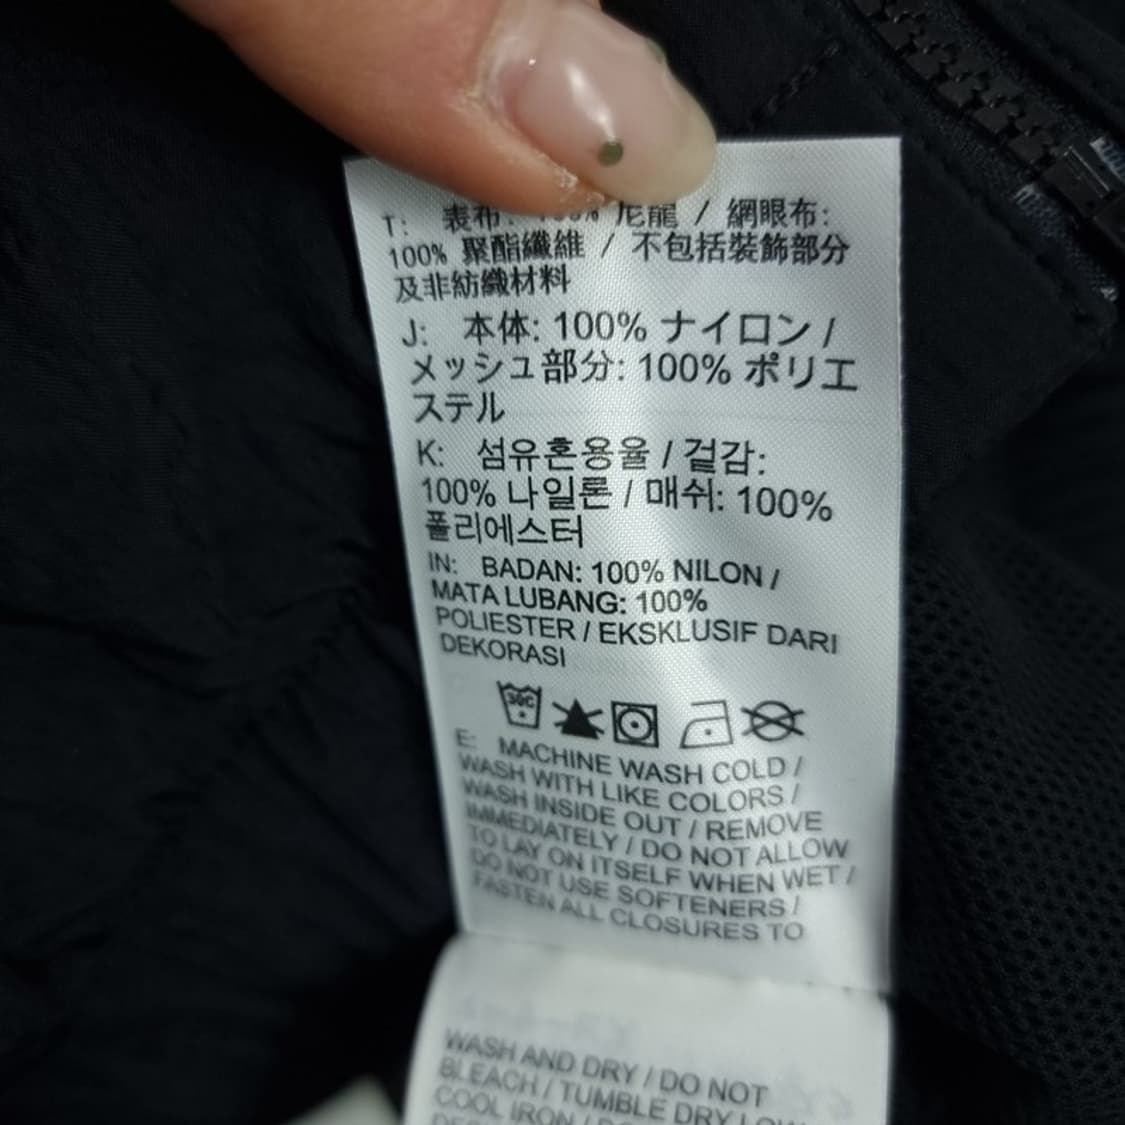 T: 表布: 100% 尼龍 / 網眼布:
100% 聚酯纖維 / 不包括裝飾部分
及非紡織材料
J: 本体: 100% ナイロン /
メッシュ部分: 100% ポリエ
ステル
K: 섬유혼용율 / 겉감:
100% 나일론 / 매쉬: 100%
폴리에스터
IN: BADAN: 100% NILON /
MATA LUBANG: 100%
POLIESTER / EKSKLUSIF DARI
DEKORASI
30C
E: MACHINE WASH COLD /
WASH WITH LIKE COLORS /
WASH INSIDE OUT / REMOVE
IMMEDIATELY / DO NOT ALLOW
TO LAY ON ITSELF WHEN WET /
DO NOT USE SOFTENERS /
FASTEN ALL CLOSURES TO
WASH AND DRY / DO NOT
BLEACH / TUMBLE DRY LOW
COOL IRON /